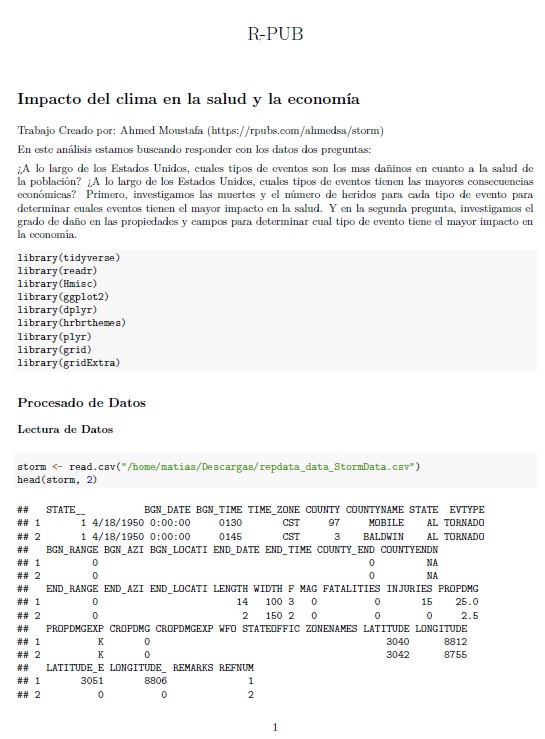 R-PUB
Impacto del clima en la salud y la economía
Trabajo Creado por: Ahmed Moustafa (https://rpubs.com/ahmedsa/storm)
En este análisis estamos buscando responder con los datos dos preguntas:
¿A lo largo de los Estados Unidos, cuales tipos de eventos son los mas dañinos en cuanto a la salud de
la población? ¿A lo largo de los Estados Unidos, cuales tipos de eventos tienen las mayores consecuencias
económicas? Primero, investigamos las muertes y el número de heridos para cada tipo de evento para
determinar cuales eventos tienen el mayor impacto en la salud. Y en la segunda pregunta, investigamos el
grado de daño en las propiedades y campos para determinar cual tipo de evento tiene el mayor impacto en
la economía.
library(tidyverse)
library(readr)
library(Hmisc)
library(ggplot2)
library(dplyr)
library(hrbrthemes)
library(plyr)
library(grid)
library(gridExtra)
Procesado de Datos
Lectura de Datos
storm <- read.csv("/home/matias/Descargas/repdata_data_StormData.csv")
head(storm, 2)
##   STATE__           BGN_DATE BGN_TIME TIME_ZONE COUNTY COUNTYNAME STATE  EVTYPE
## 1       1 4/18/1950 0:00:00     0130       CST     97     MOBILE    AL TORNADO
## 2       1 4/18/1950 0:00:00     0145       CST      3    BALDWIN    AL TORNADO
##   BGN_RANGE BGN_AZI BGN_LOCATI END_DATE END_TIME COUNTY_END COUNTYENDN
## 1         0                                               0         NA
## 2         0                                               0         NA
##   END_RANGE END_AZI END_LOCATI LENGTH WIDTH F MAG FATALITIES INJURIES PROPDMG
## 1         0                        14   100 3   0          0       15    25.0
## 2         0                         2   150 2   0          0        0     2.5
##   PROPDMGEXP CROPDMG CROPDMGEXP WFO STATEOFFIC ZONENAMES LATITUDE LONGITUDE
## 1          K       0                                         3040      8812
## 2          K       0                                         3042      8755
##   LATITUDE_E LONGITUDE_ REMARKS REFNUM
## 1       3051       8806              1
## 2          0          0              2
1